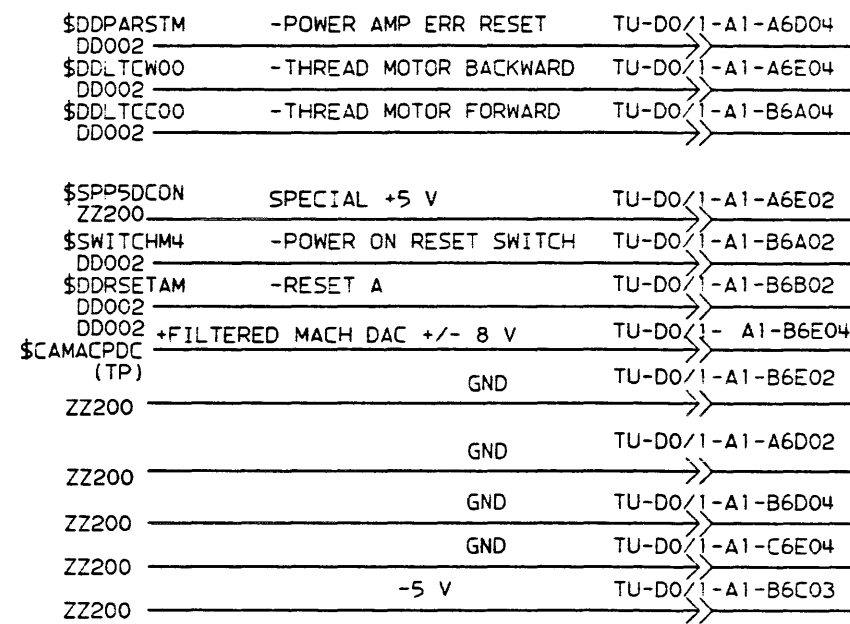 $DDPARSTM -POWER AMP ERR RESET TU-D0/1-A1-A6D04
DD002
$DDLTCW00 -THREAD MOTOR BACKWARD TU-D0/1-A1-A6E04
DD002
$DDLTCC00 -THREAD MOTOR FORWARD TU-D0/1-A1-B6A04
DD002
$SPP5DCON SPECIAL +5 V TU-D0/1-A1-A6E02
ZZ200
$SWITCHM4 -POWER ON RESET SWITCH TU-D0/1-A1-B6A02
DD002
$DDRSETAM -RESET A TU-D0/1-A1-B6B02
DD002
DD002 +FILTERED MACH DAC +/- 8 V TU-D0/1- A1-B6E04
$CAMACPDC
(TP)
GND TU-D0/1-A1-B6E02
ZZ200
GND TU-D0/1-A1-A6D02
ZZ200
GND TU-D0/1-A1-B6D04
ZZ200
GND TU-D0/1-A1-C6E04
ZZ200
-5 V TU-D0/1-A1-B6C03
ZZ200